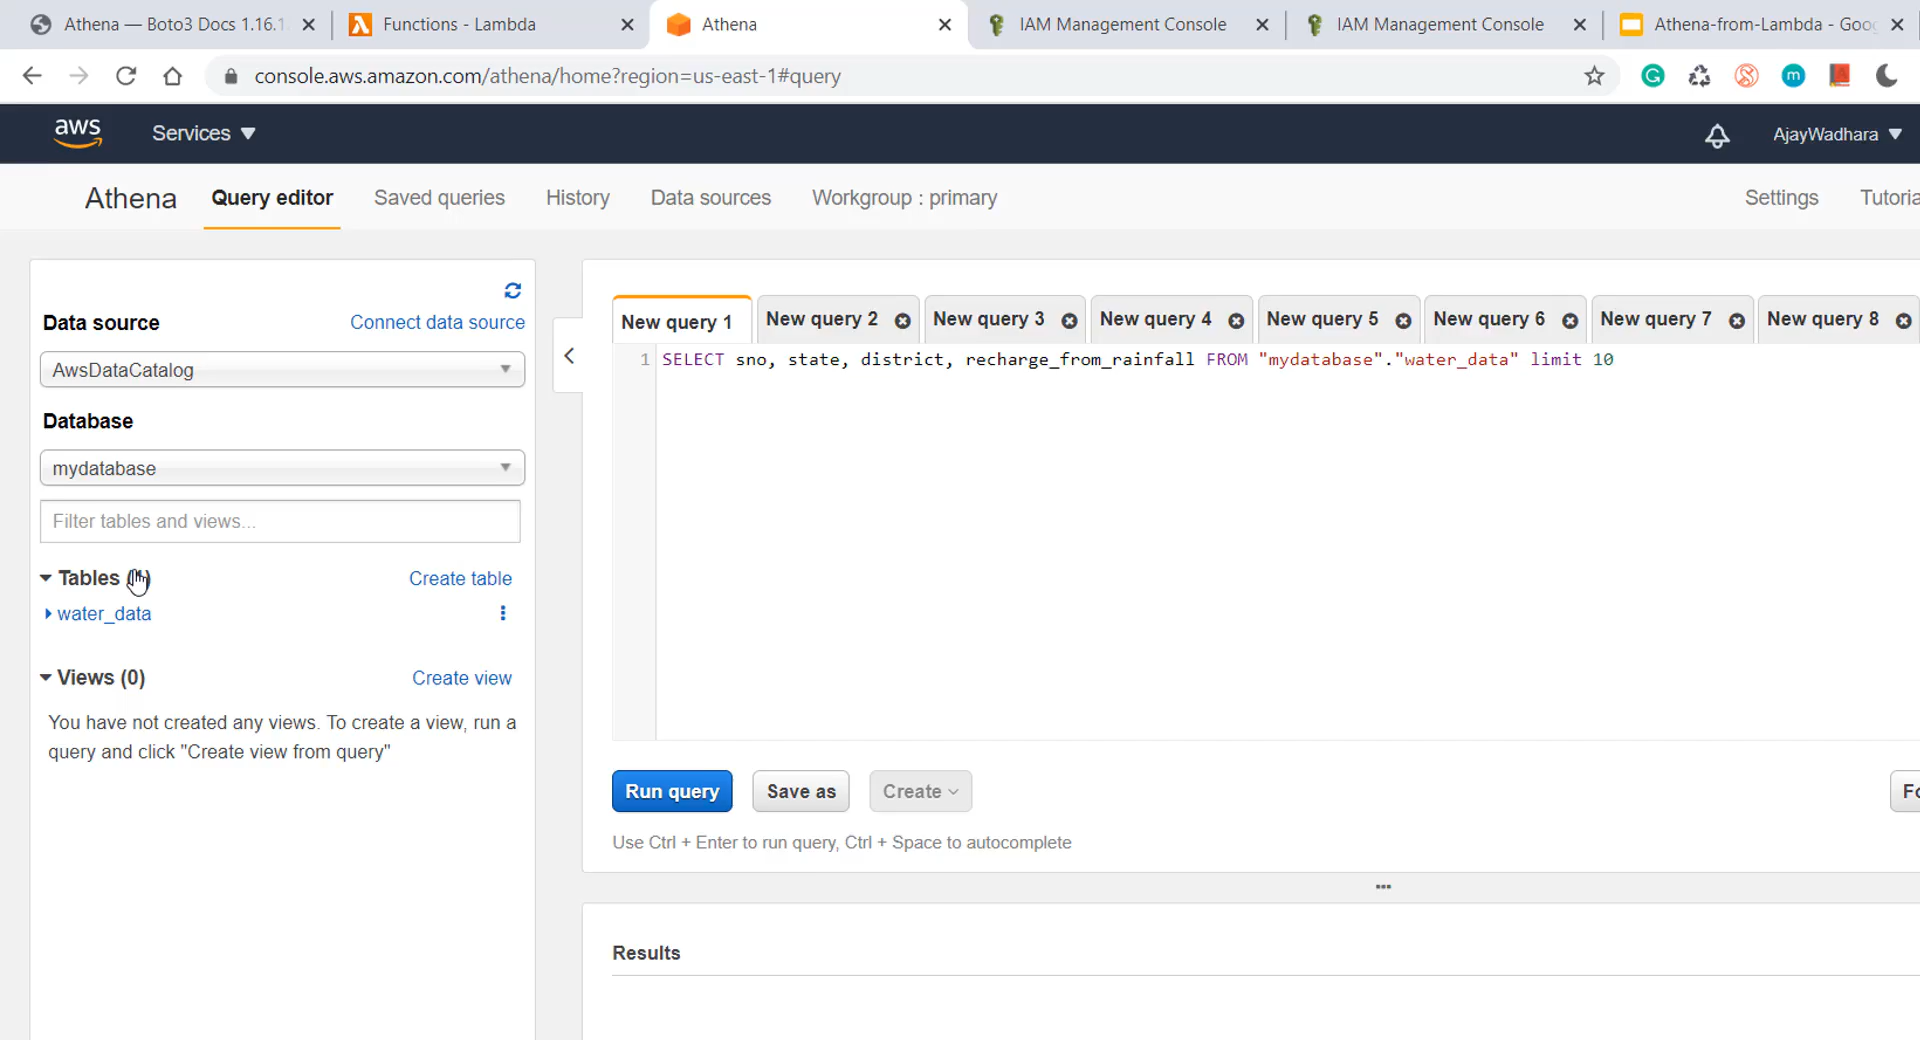 Athena — Boto3 Docs 1.16.1
Functions - Lambda
Athena
IAM Management Console
IAM Management Console
Athena-from-Lambda - Goo
console.aws.amazon.com/athena/home?region=us-east-1#query
aws
Services
AjayWadhara
Athena
Query editor
Saved queries
History
Data sources
Workgroup : primary
Settings
Tutoria
Data source
Connect data source
AwsDataCatalog
Database
mydatabase
Filter tables and views...
Tables
Create table
water_data
Views (0)
Create view
You have not created any views. To create a view, run a
query and click "Create view from query"
New query 1
New query 2
New query 3
New query 4
New query 5
New query 6
New query 7
New query 8
1 SELECT sno, state, district, recharge_from_rainfall FROM "mydatabase"."water_data" limit 10
Run query
Save as
Create
Fo
Use Ctrl + Enter to run query, Ctrl + Space to autocomplete
Results